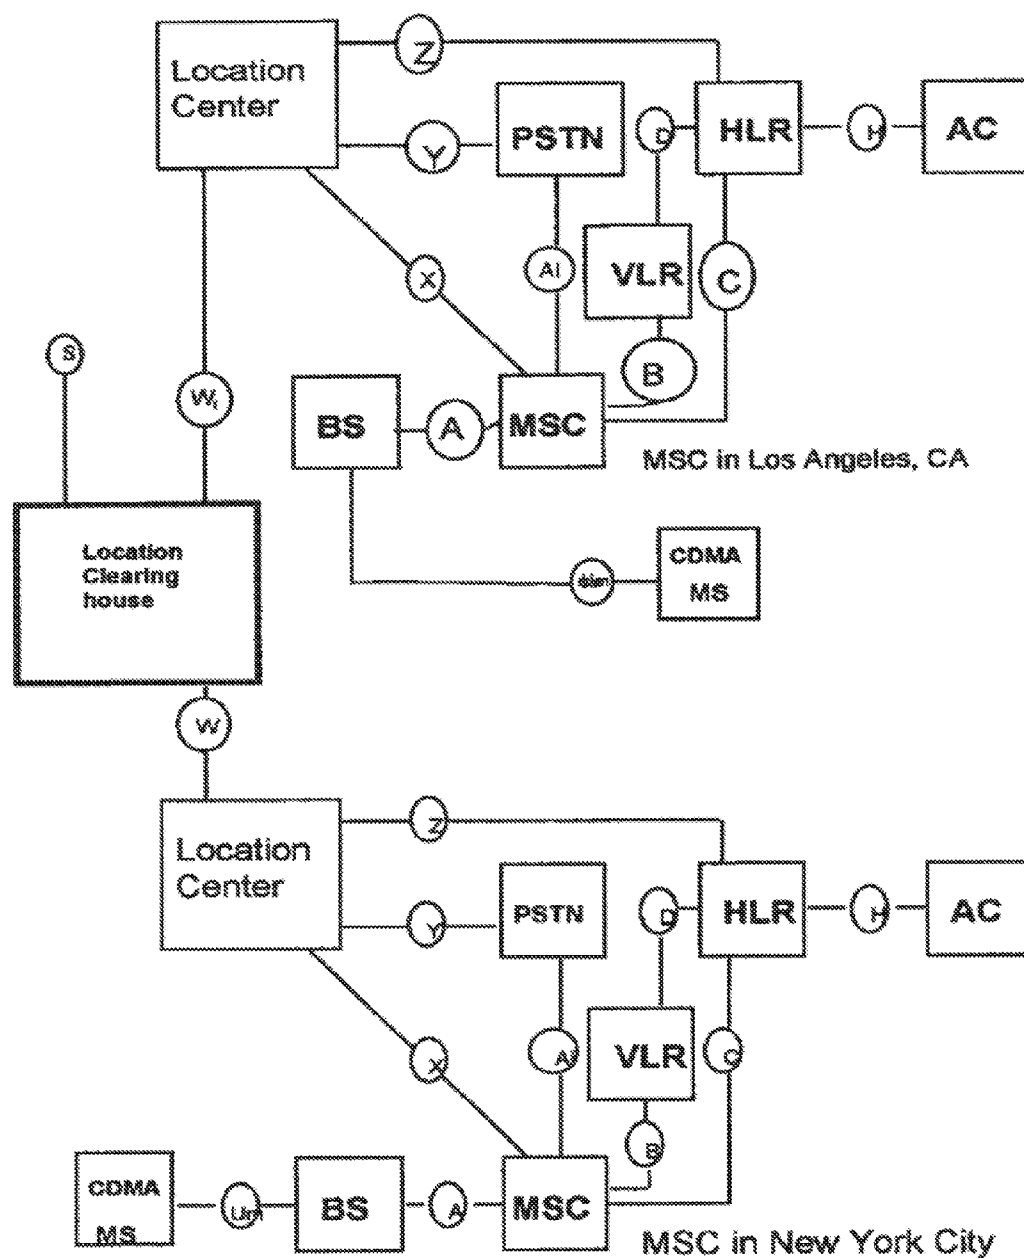 Z
Location
Center
PSTN
D
HLR
H
AC
Y
AI
VLR
C
X
S
B
W
BS
A
MSC
MSC in Los Angeles, CA
Location
Clearing
house
CDMA
MS
W
Location
Center
Z
PSTN
D
HLR
H
AC
Y
X
A
VLR
C
B
CDMA
MS
Um
BS
A
MSC
MSC in New York City